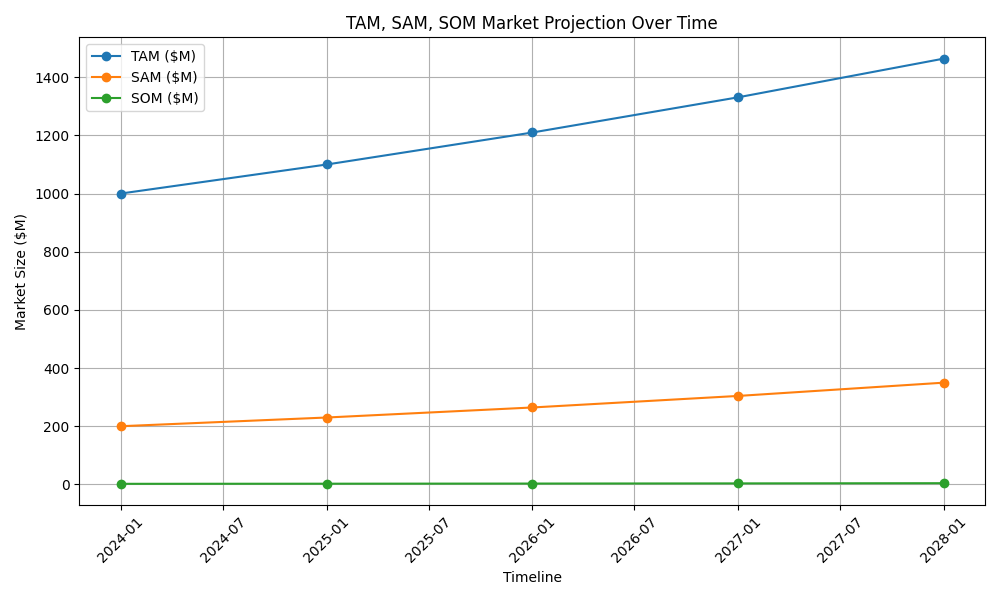 TAM, SAM, SOM Market Projection Over Time
TAM ($M)
SAM ($M)
SOM ($M)
Market Size ($M)
1400
1200
1000
800
600
400
200
0
2024-01
2024-07
2025-01
2025-07
2026-01
2026-07
2027-01
2027-07
2028-01
Timeline